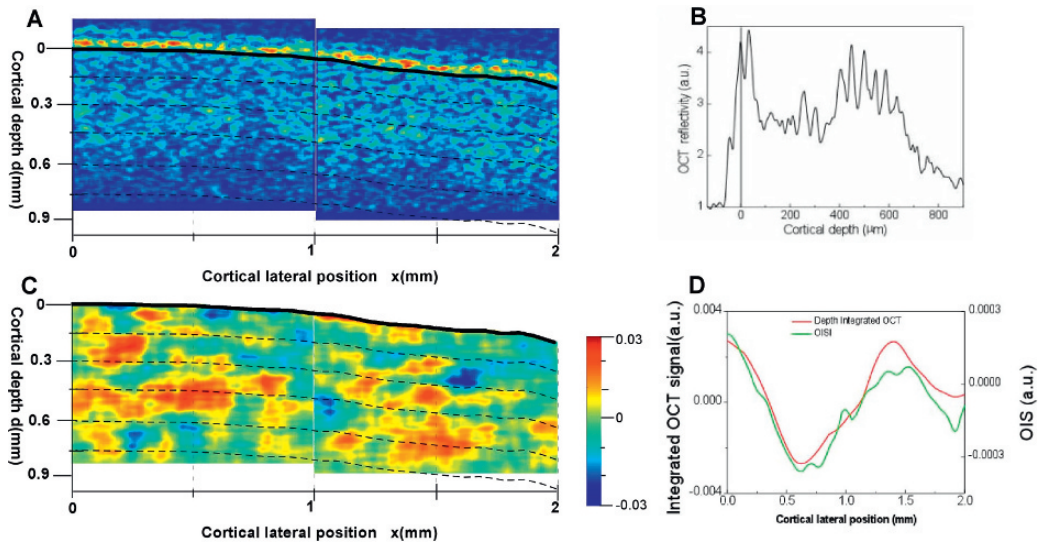 A
Cortical depth d(mm)
0
0.3
0.6
0.9
0
1
2
Cortical lateral position x(mm)
B
OCT reflectivity (a.u.)
4
3
2
1
0
200
400
600
800
Cortical depth (μm)
C
Cortical depth d(mm)
0
0.3
0.6
0.9
0
1
2
Cortical lateral position x(mm)
0.03
0
-0.03
D
Integrated OCT signal(a.u.)
0.004
0.002
0.000
-0.004
Depth Integrated OCT
OISI
0.0003
0.0000
-0.0003
OIS (a.u.)
0.0
0.5
1.0
1.5
2.0
Cortical lateral position (mm)